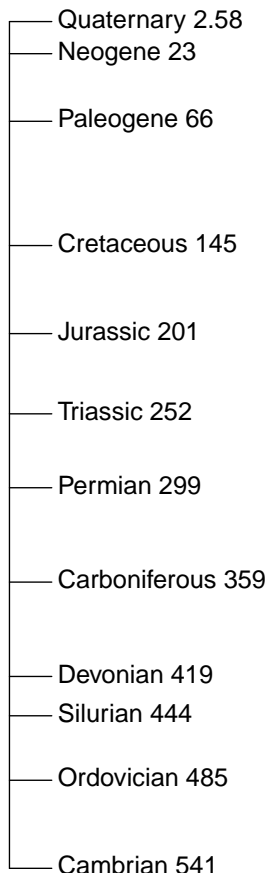 Quaternary 2.58
Neogene 23
Paleogene 66
Cretaceous 145
Jurassic 201
Triassic 252
Permian 299
Carboniferous 359
Devonian 419
Silurian 444
Ordovician 485
Cambrian 541